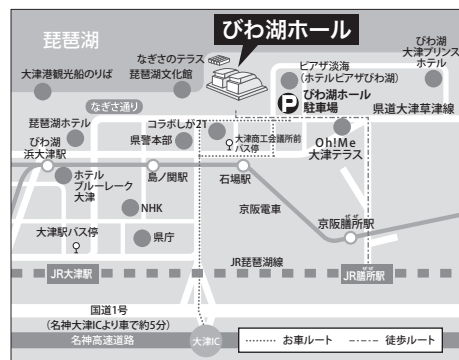 琵琶湖
びわ湖ホール
びわ湖
大津プリンス
ホテル
なぎさのテラス
琵琶湖文化館
大津港観光船のりば
ピアザ淡海
(ホテルピアザびわ湖)
P
びわ湖ホール
駐車場
なぎさ通り
県道大津草津線
琵琶湖ホテル
コラボしが21
県警本部
大津商工会議所前
バス停
Oh!Me
大津テラス
びわ湖
浜大津駅
島ノ関駅
石場駅
ホテル
ブルーレーク
大津
NHK
京阪電車
ぜぜ
京阪膳所駅
大津駅バス停
県庁
JR琵琶湖線
JR大津駅
ぜぜ
JR膳所駅
国道1号
(名神大津ICより車で約5分)
名神高速道路
大津IC
お車ルート
徒歩ルート